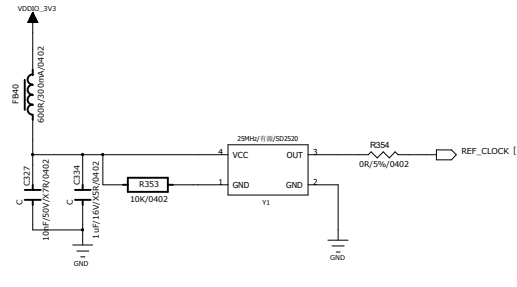 VDDIO_3V3
FB40
600R/300mA/0402
C327
C
10nF/50V/X7R/0402
C334
C
1uF/16V/X5R/0402
GND
R353
10K/0402
25MHz/有源/SD2520
4
VCC
OUT
3
1
GND
GND
2
Y1
R354
0R/5%/0402
REF_CLOCK [
GND